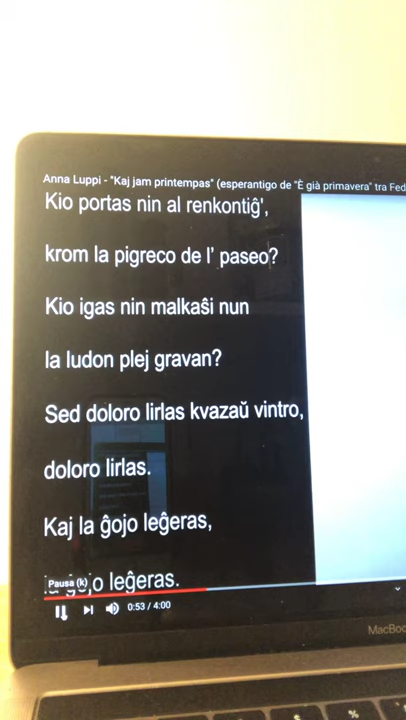 Anna Luppi - "Kaj jam printempas" (esperantigo de "È già primavera" tra Fed
Kio portas nin al renkontiĝ',
krom la pigreco de l' paseo?
Kio igas nin malkaŝi nun
la ludon plej gravan?
Sed doloro lirlas kvazaŭ vintro,
doloro lirlas.
Kaj la ĝojo leĝeras,
la ĝojo leĝeras.
Pausa (k)
0:53 / 4:00
MacBoo